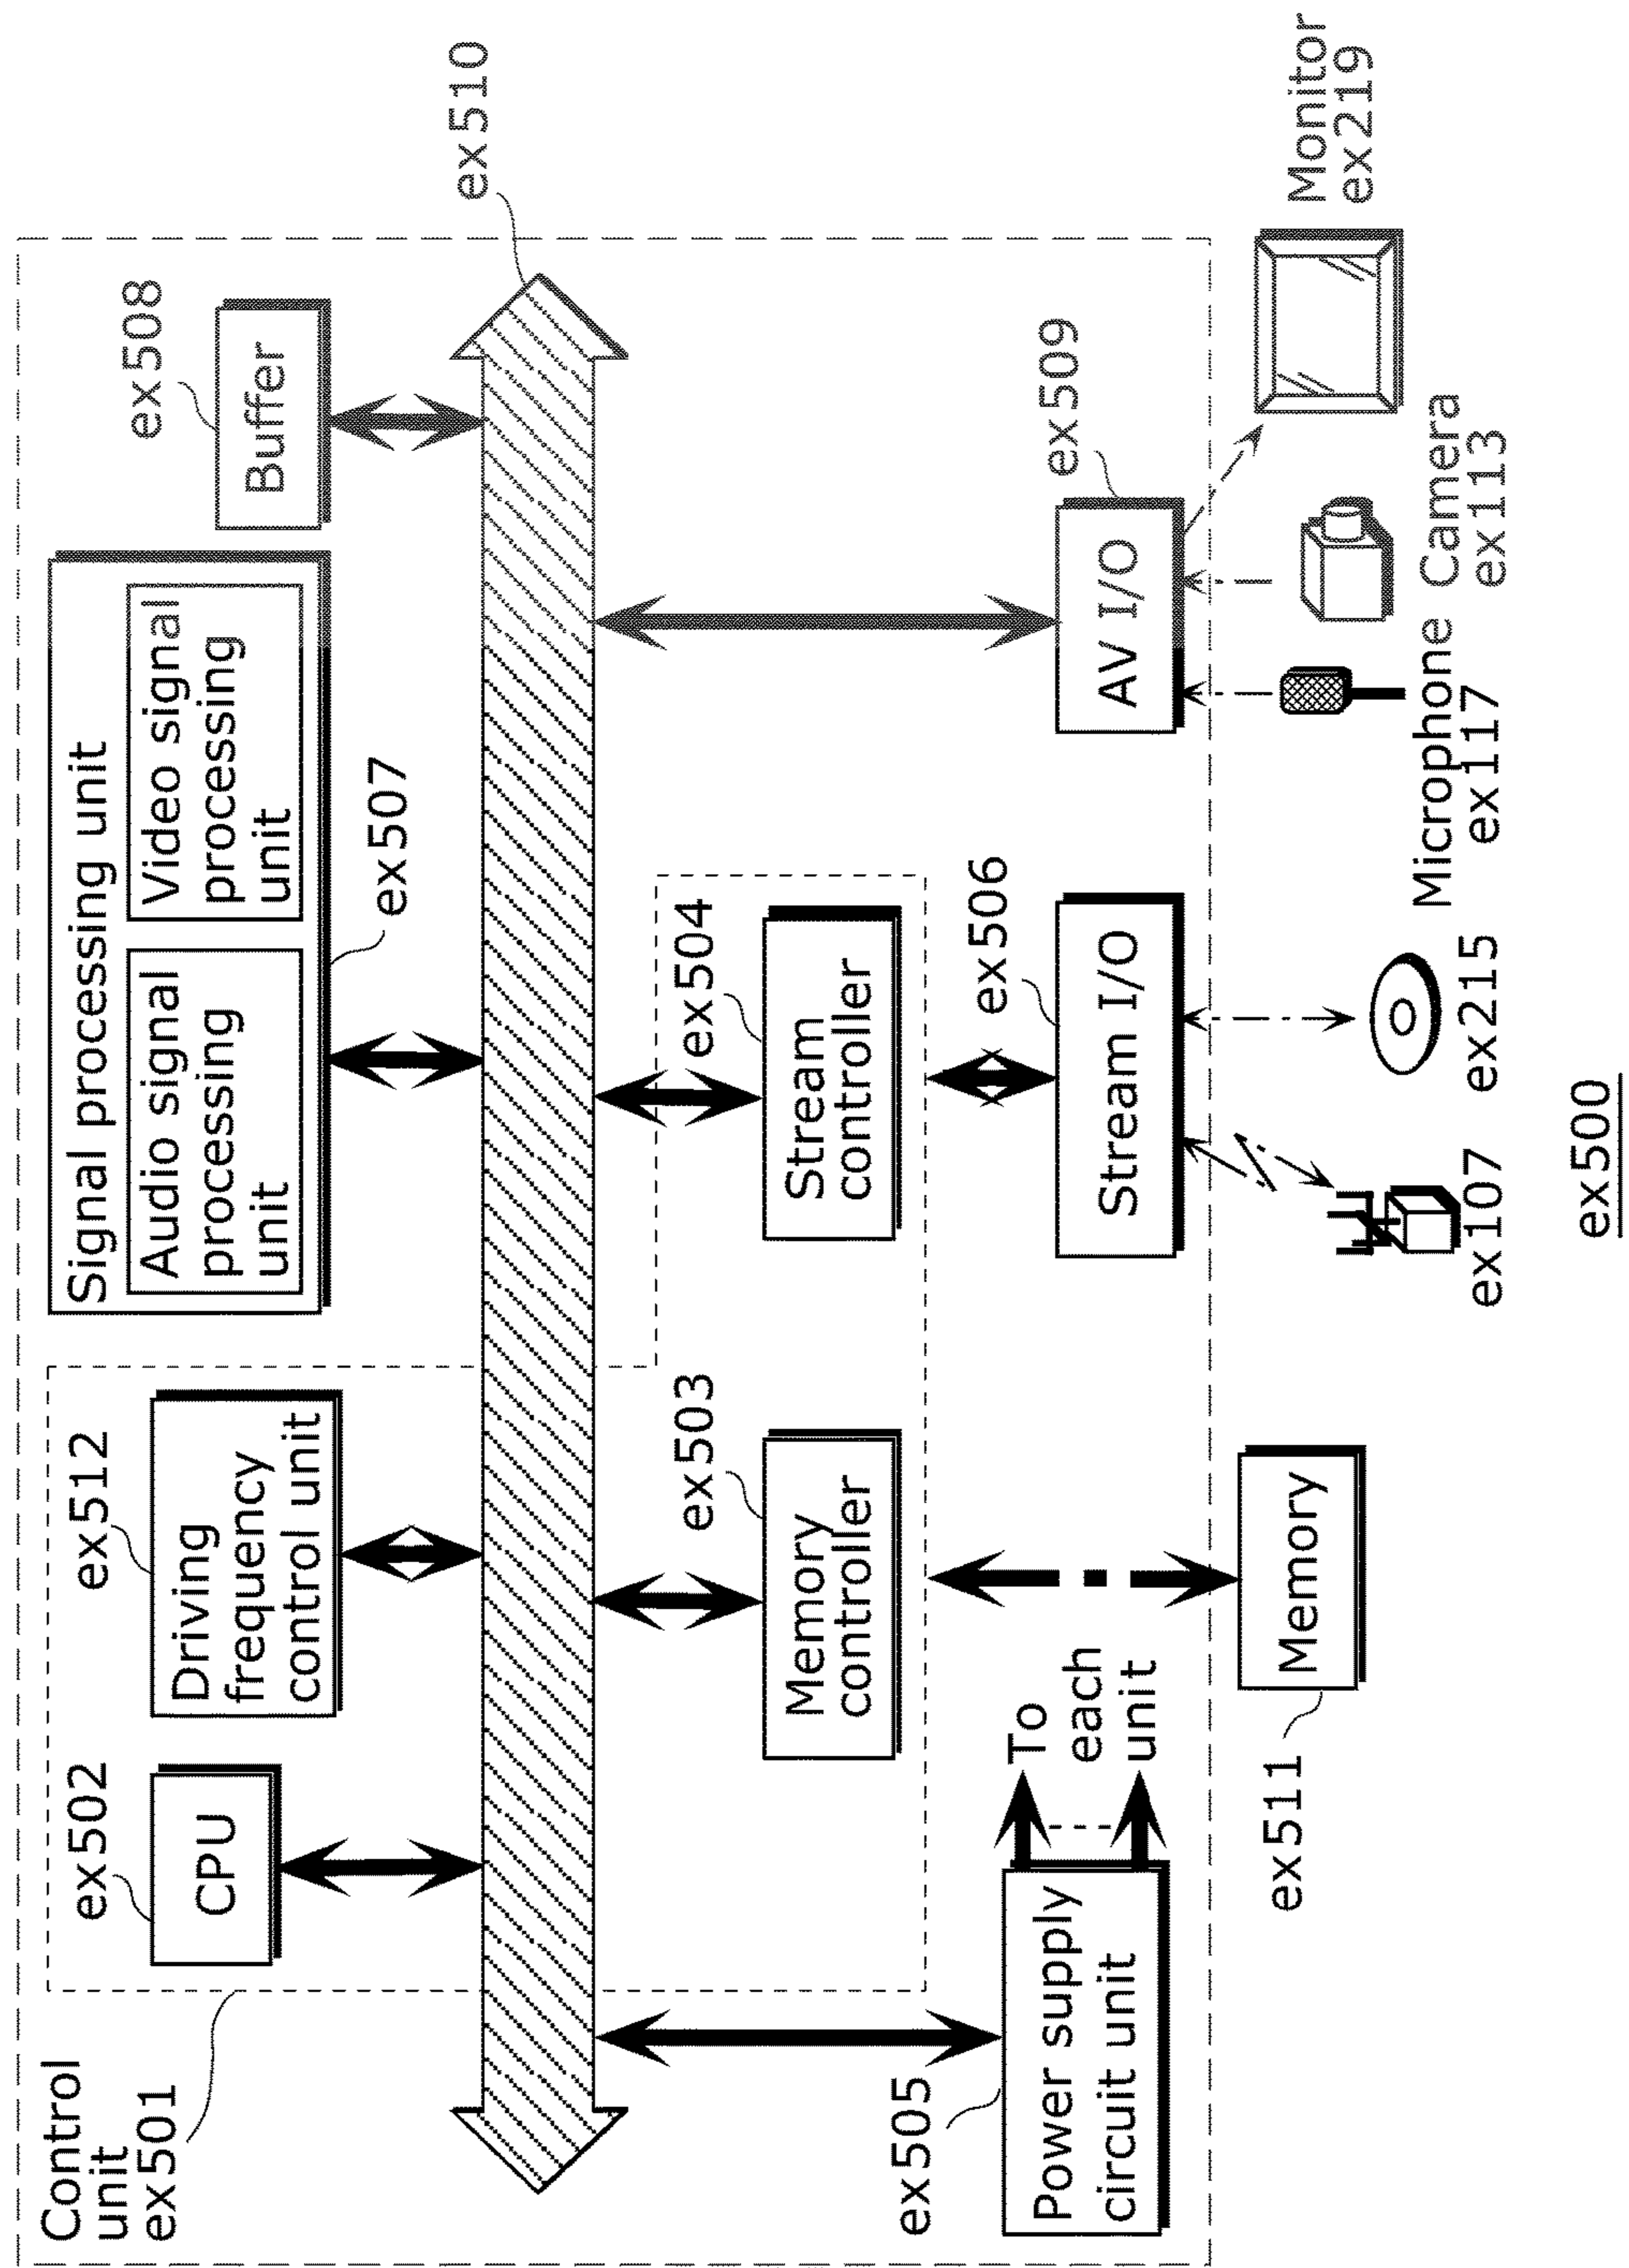 Control
unit
ex501
ex502
CPU
ex512
Driving
frequency
control unit
Signal processing unit
Audio signal
processing
unit
Video signal
processing
unit
ex507
ex508
Buffer
ex510
ex503
Memory
controller
ex504
Stream
controller
ex505
Power supply
circuit unit
To
each
unit
ex506
Stream I/O
ex509
AV I/O
ex511
Memory
ex107
ex215
Microphone
ex117
Camera
ex113
Monitor
ex219
ex500